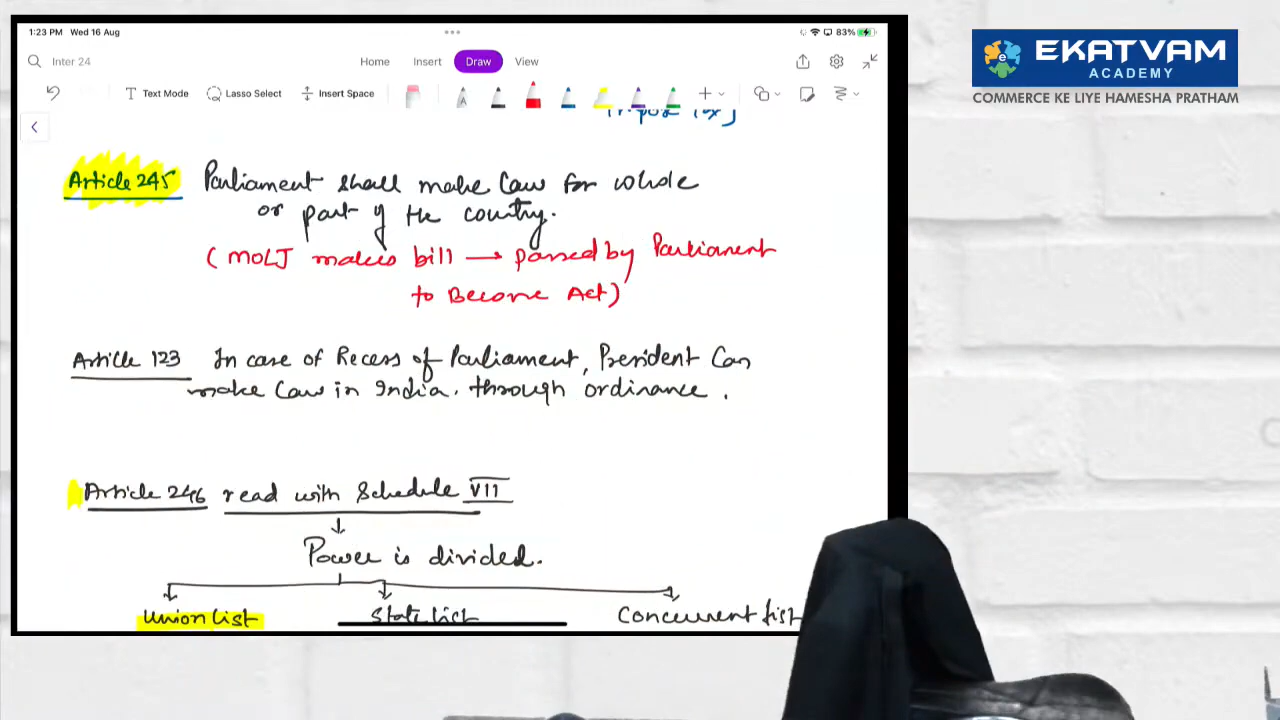 1:23 PM Wed 16 Aug
83%
Inter 24
Home Insert Draw View
Text Mode Lasso Select Insert Space
EKATVAM
ACADEMY
COMMERCE KE LIYE HAMESHA PRATHAM
Article 245 Parliament shall make law for whole
or part of the country.
(MOLJ makes bill → passed by Parliament
to Become Act)
Article 123 In case of Recess of Parliament, President Can
make law in India. through ordinance.
Article 246 read with Schedule VII
Power is divided.
Union list State list Concurrent list